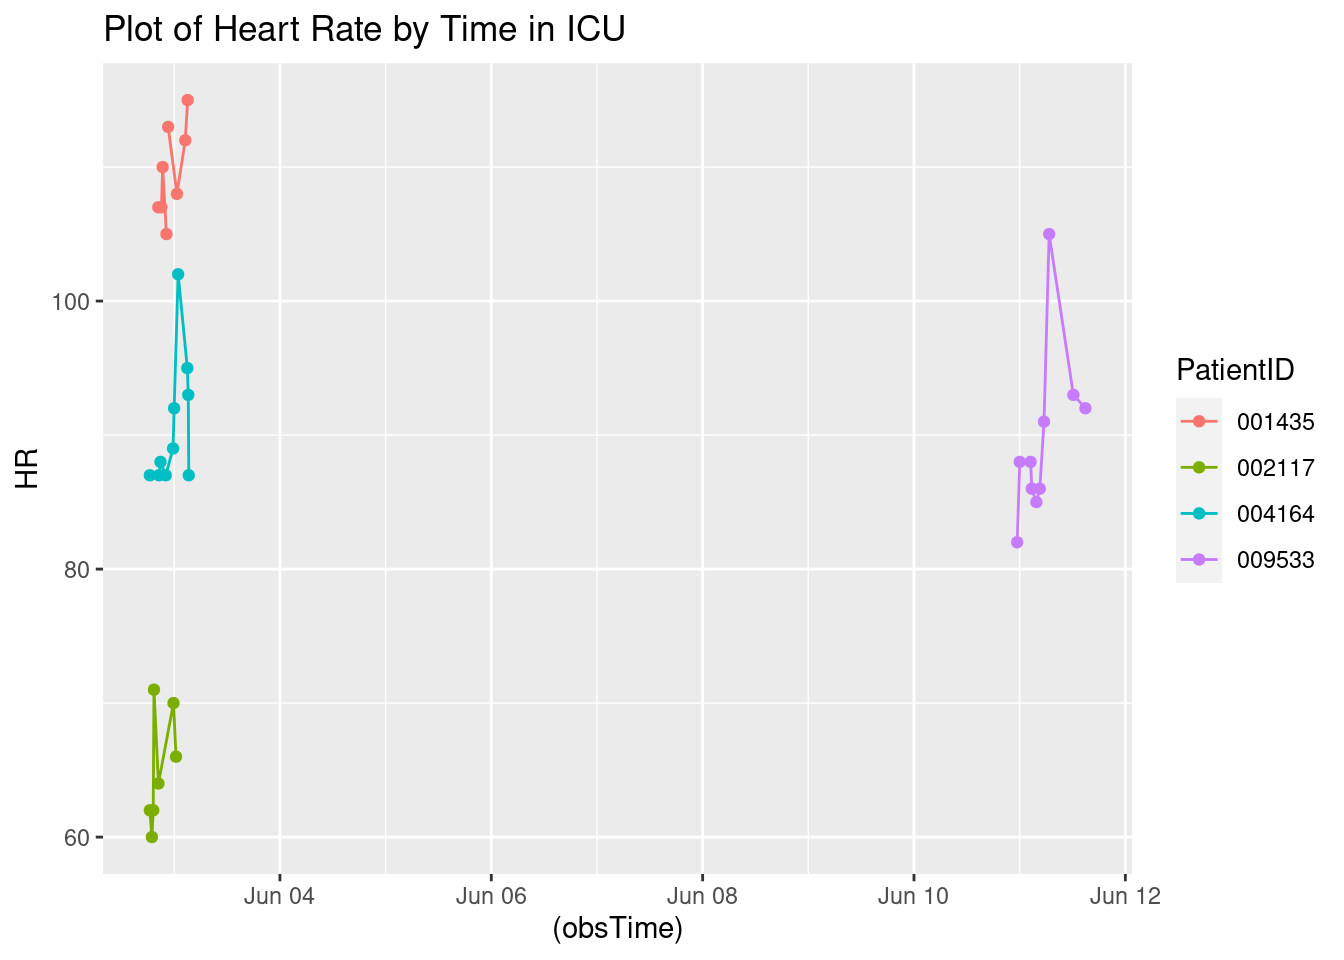 Plot of Heart Rate by Time in ICU
HR
100
80
60
Jun 04 Jun 06 Jun 08 Jun 10 Jun 12
(obsTime)
PatientID
001435
002117
004164
009533